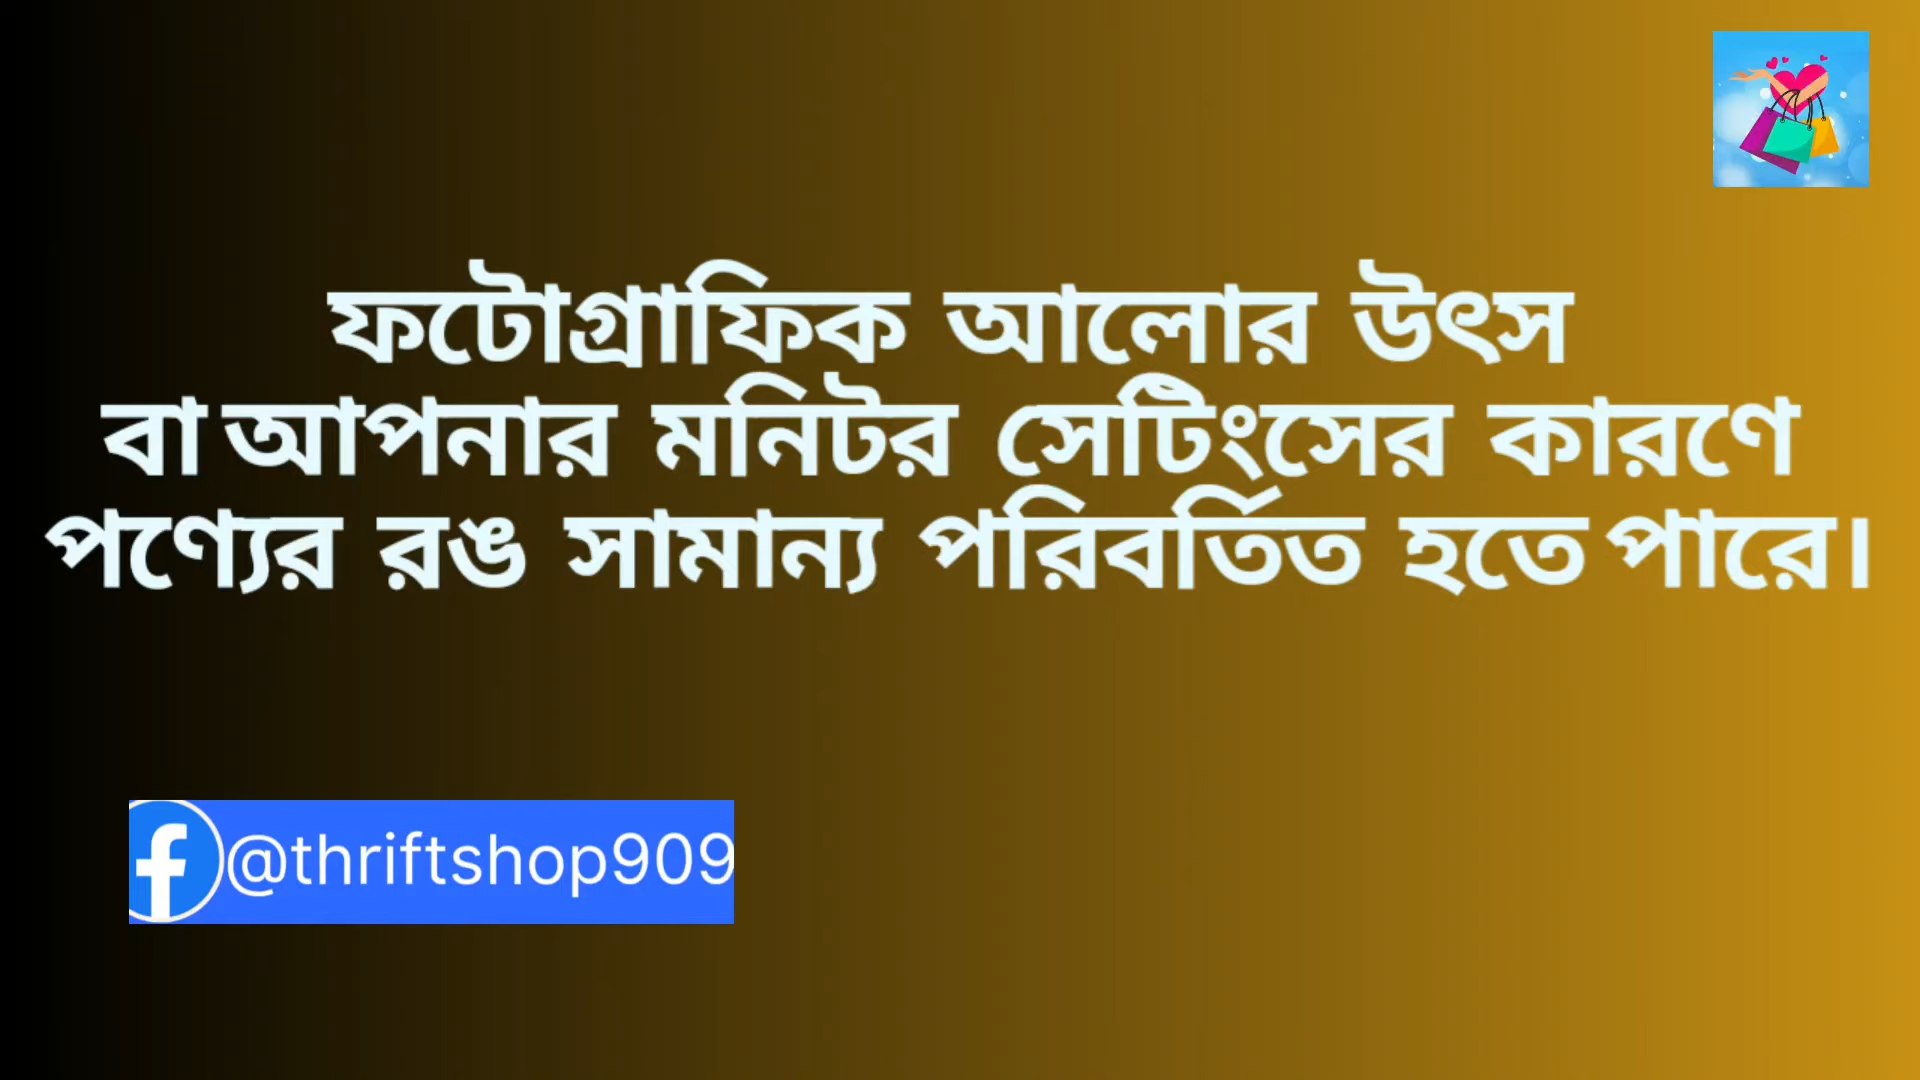 ফটোগ্রাফিক আলোর উৎস
বা আপনার মনিটর সেটিংসের কারণে
পণ্যের রঙ সামান্য পরিবর্তিত হতে পারে।
@thriftshop909